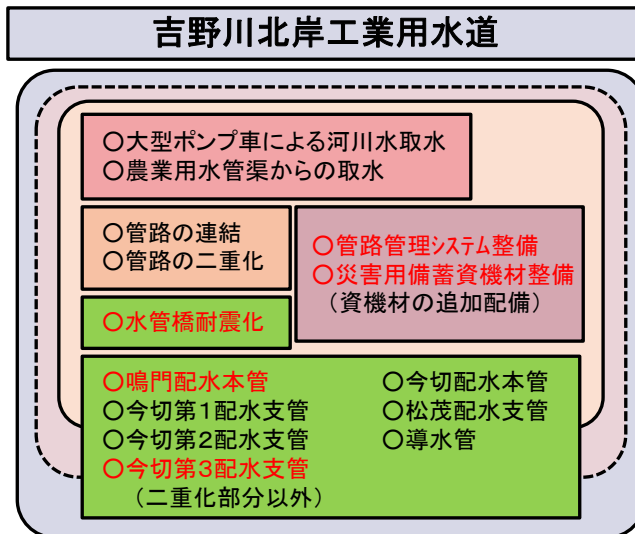 吉野川北岸工業用水道
○大型ポンプ車による河川水取水
○農業用水管渠からの取水
○管路の連結
○管路の二重化
○管路管理システム整備
○災害用備蓄資機材整備
（資機材の追加配備）
○水管橋耐震化
○鳴門配水本管
○今切第1配水支管
○今切第2配水支管
○今切第3配水支管
（二重化部分以外）
○今切配水本管
○松茂配水支管
○導水管